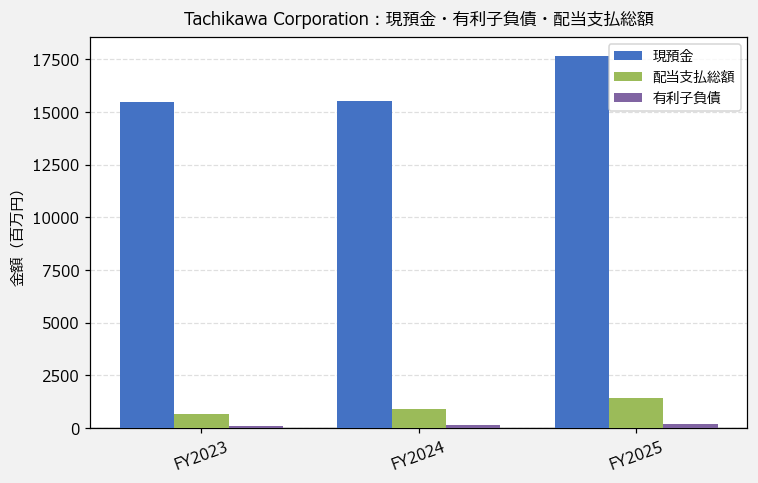 Tachikawa Corporation：現預金・有利子負債・配当支払総額
金額（百万円）
17500
15000
12500
10000
7500
5000
2500
0
現預金
配当支払総額
有利子負債
FY2023
FY2024
FY2025